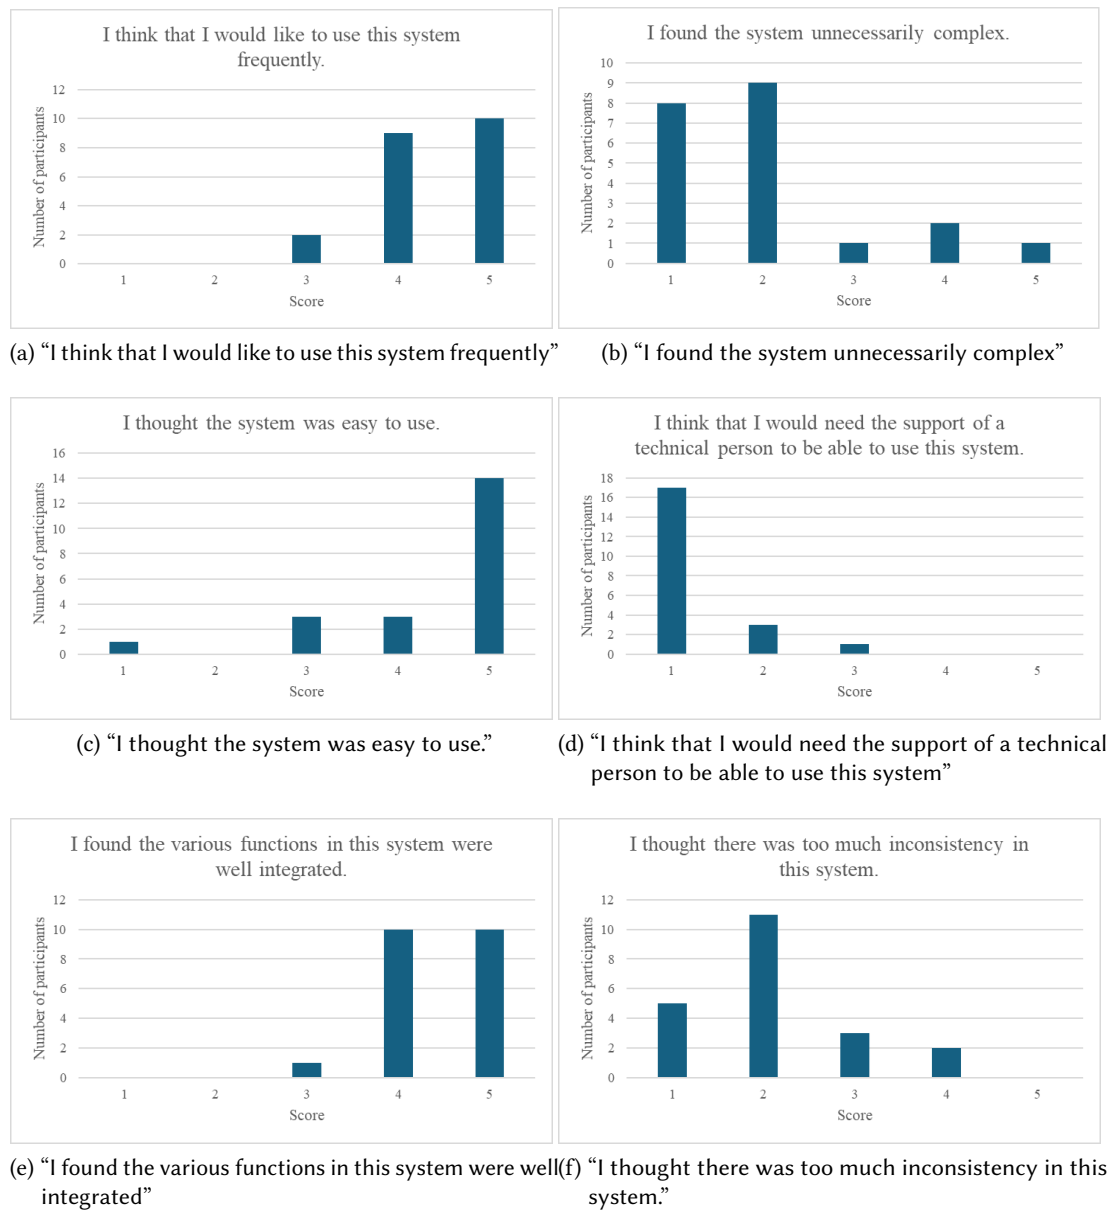 I think that I would like to use this system
frequently.
12
10
8
6
4
2
0
Number of participants
1 2 3 4 5
Score
(a) “I think that I would like to use this system frequently”
I found the system unnecessarily complex.
10
9
8
7
6
5
4
3
2
1
0
Number of participants
1 2 3 4 5
Score
(b) “I found the system unnecessarily complex”
I thought the system was easy to use.
16
14
12
10
8
6
4
2
0
Number of participants
1 2 3 4 5
Score
(c) “I thought the system was easy to use.”
I think that I would need the support of a
technical person to be able to use this system.
18
16
14
12
10
8
6
4
2
0
Number of participants
1 2 3 4 5
Score
(d) “I think that I would need the support of a technical
person to be able to use this system”
I found the various functions in this system were
well integrated.
12
10
8
6
4
2
0
Number of participants
1 2 3 4 5
Score
(e) “I found the various functions in this system were well
integrated”
I thought there was too much inconsistency in
this system.
12
10
8
6
4
2
0
Number of participants
1 2 3 4 5
Score
(f) “I thought there was too much inconsistency in this
system.”